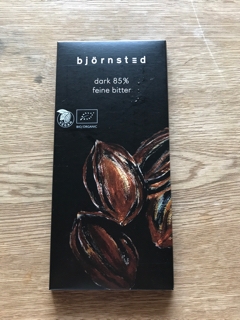 björnsted
dark 85%
feine bitter
BIO ORGANIC